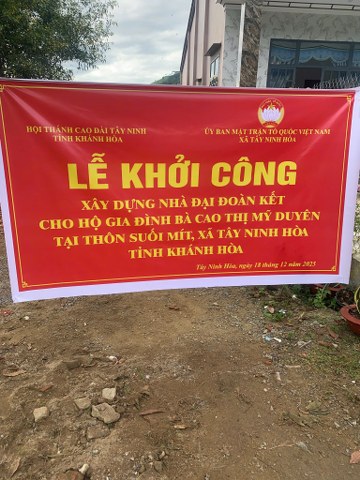 HỘI THÁNH CAO ĐÀI TÂY NINH
TỈNH KHÁNH HÒA
ỦY BAN MẶT TRẬN TỔ QUỐC VIỆT NAM
XÃ TÂY NINH HÒA
LỄ KHỞI CÔNG
XÂY DỰNG NHÀ ĐẠI ĐOÀN KẾT
CHO HỘ GIA ĐÌNH BÀ CAO THỊ MỸ DUYÊN
TẠI THÔN SUỐI MÍT, XÃ TÂY NINH HÒA
TỈNH KHÁNH HÒA
Tây Ninh Hòa, ngày 18 tháng 12 năm 2025